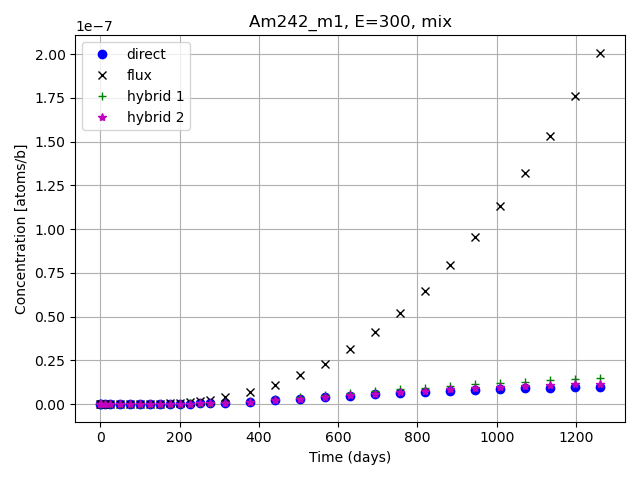 Am242_m1, E=300, mix
1e−7
direct
flux
hybrid 1
hybrid 2
2.00
1.75
1.50
1.25
1.00
0.75
0.50
0.25
0.00
Concentration [atoms/b]
0 200 400 600 800 1000 1200
Time (days)